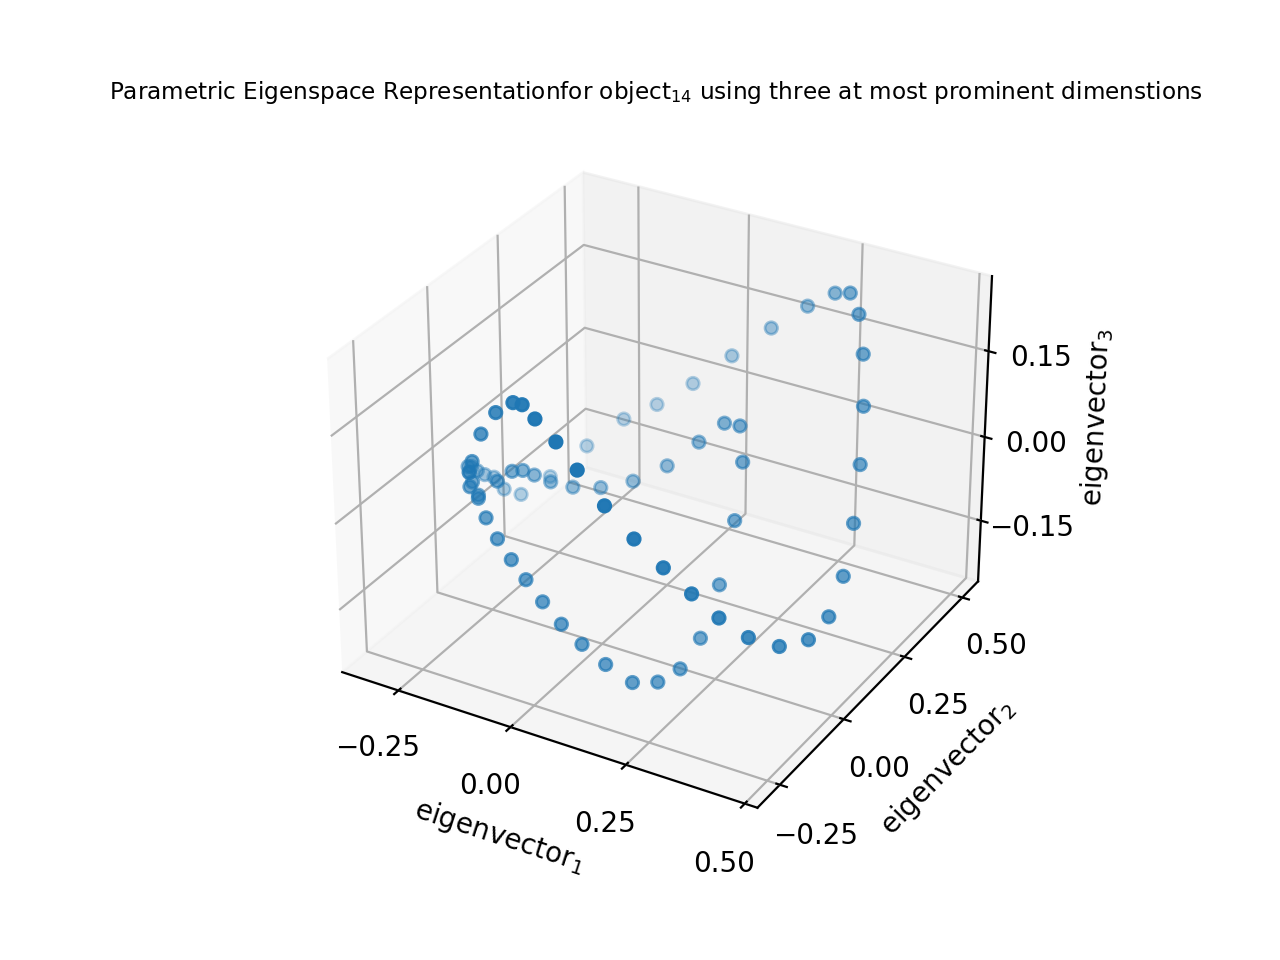 Parametric Eigenspace Representationfor object₁₄ using three at most prominent dimenstions
0.15
0.00
−0.15
eigenvector₃
0.50
0.25
0.00
−0.25
eigenvector₂
−0.25
0.00
0.25
0.50
eigenvector₁